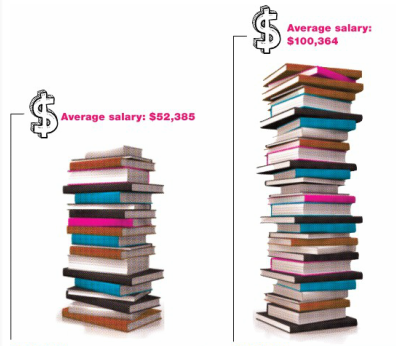 $
Average salary:
$100,364
$
Average salary: $52,385